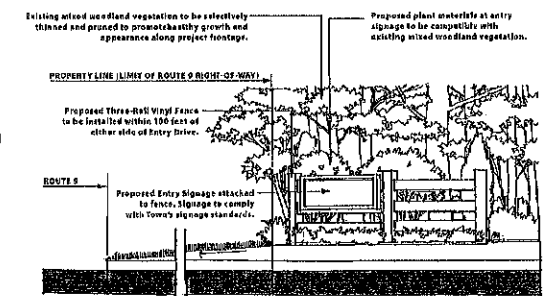 Existing mixed woodland vegetation to be selectively
thinned and pruned to promotehealthy growth and
appearance along project frontage.
Proposed plant materials at entry
signage to be compatible with
existing mixed woodland vegetation.
PROPERTY LINE (LIMIT OF ROUTE 9 RIGHT-OF-WAY)
Proposed Three-Rail Vinyl Fence
to be installed within 100 feet of
either side of Entry Drive.
ROUTE 9
Proposed Entry Signage attached
to fence. Signage to comply
with Town's signage standards.